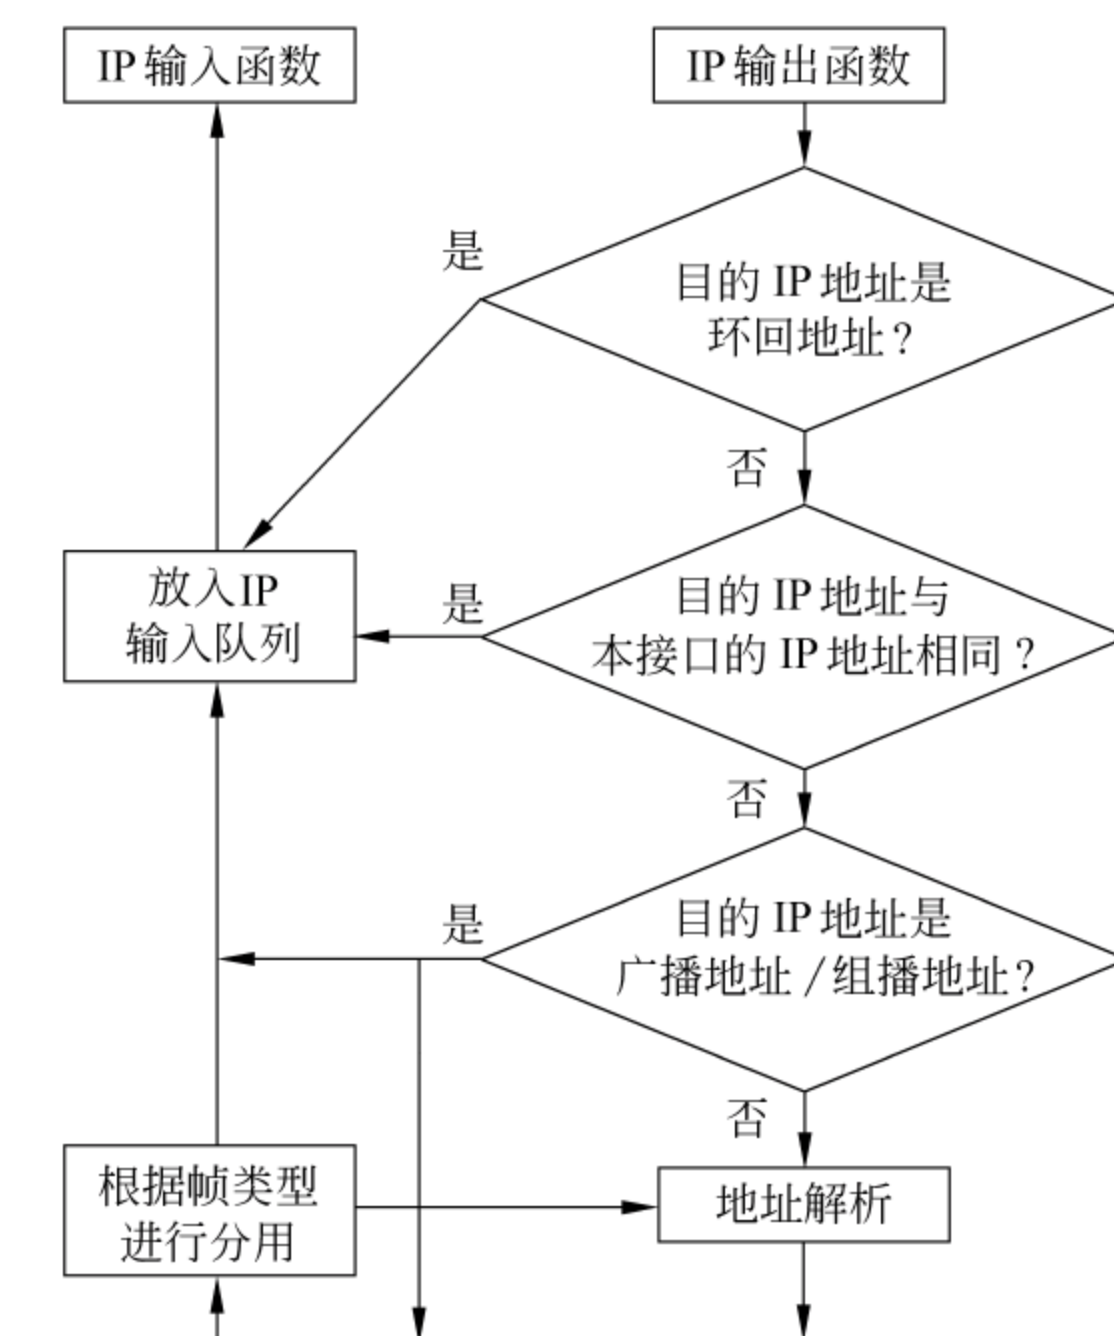 IP 输入函数
IP 输出函数
是
目的 IP 地址是
环回地址?
否
放入IP
输入队列
是
目的 IP 地址与
本接口的 IP 地址相同?
否
是
目的 IP 地址是
广播地址/组播地址?
否
根据帧类型
进行分用
地址解析